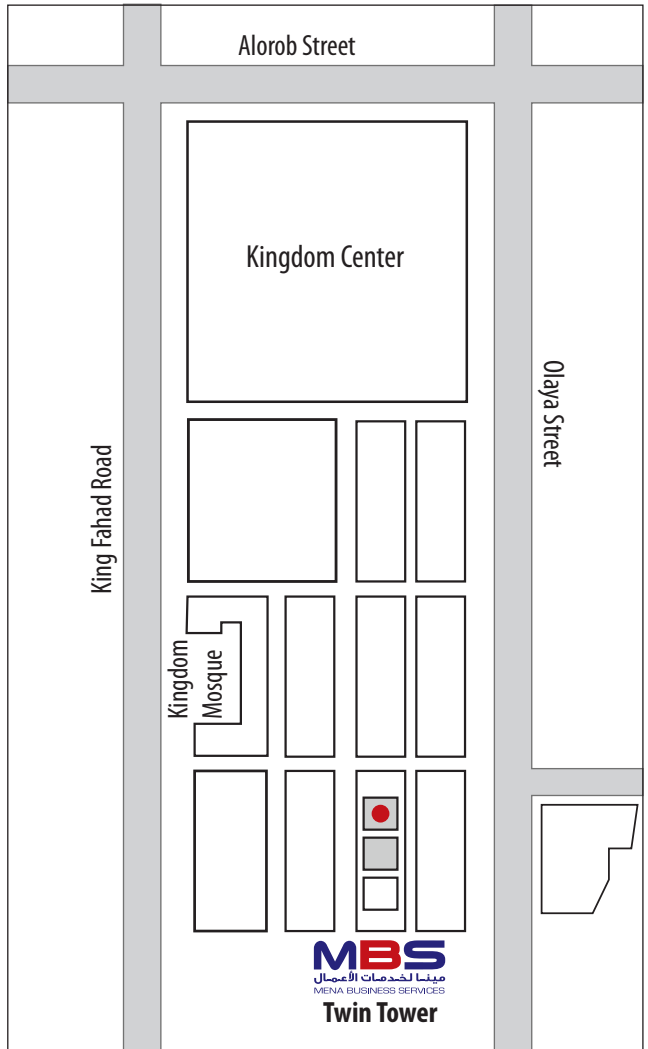 Alorob Street
Kingdom Center
Olaya Street
King Fahad Road
Kingdom
Mosque
MBS
مينا لخدمات الأعمال
MENA BUSINESS SERVICES
Twin Tower